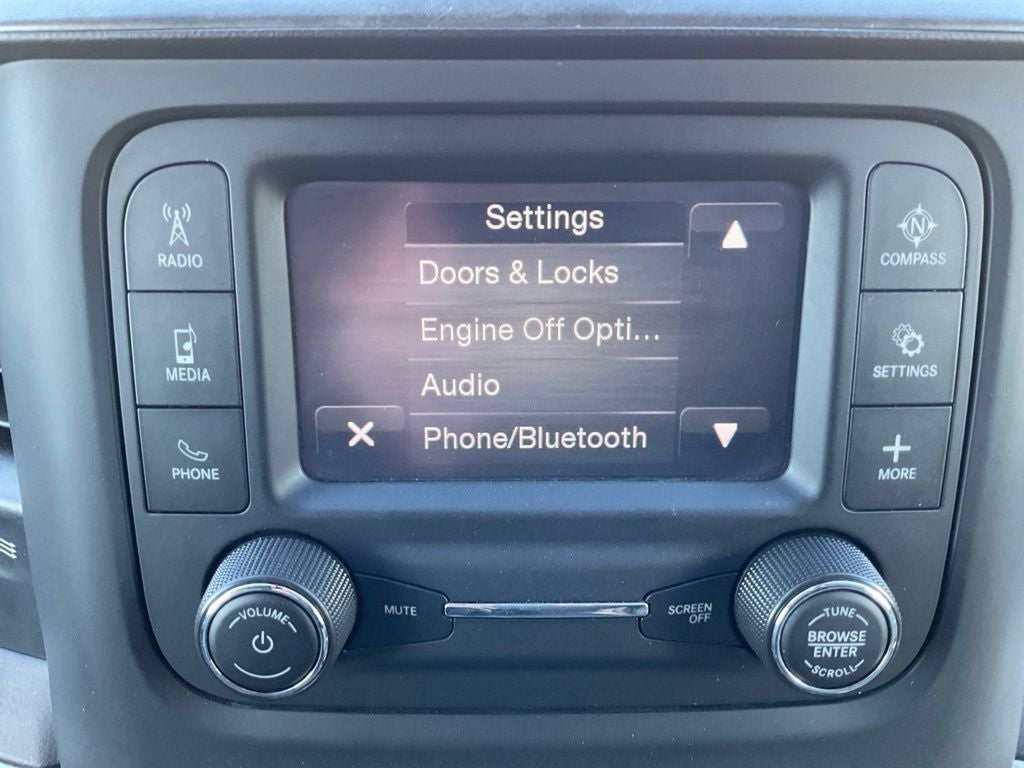 RADIO
MEDIA
PHONE
Settings
Doors & Locks
Engine Off Opti...
Audio
Phone/Bluetooth
N
COMPASS
SETTINGS
MORE
VOLUME
MUTE
SCREEN
OFF
TUNE
BROWSE
ENTER
SCROLL